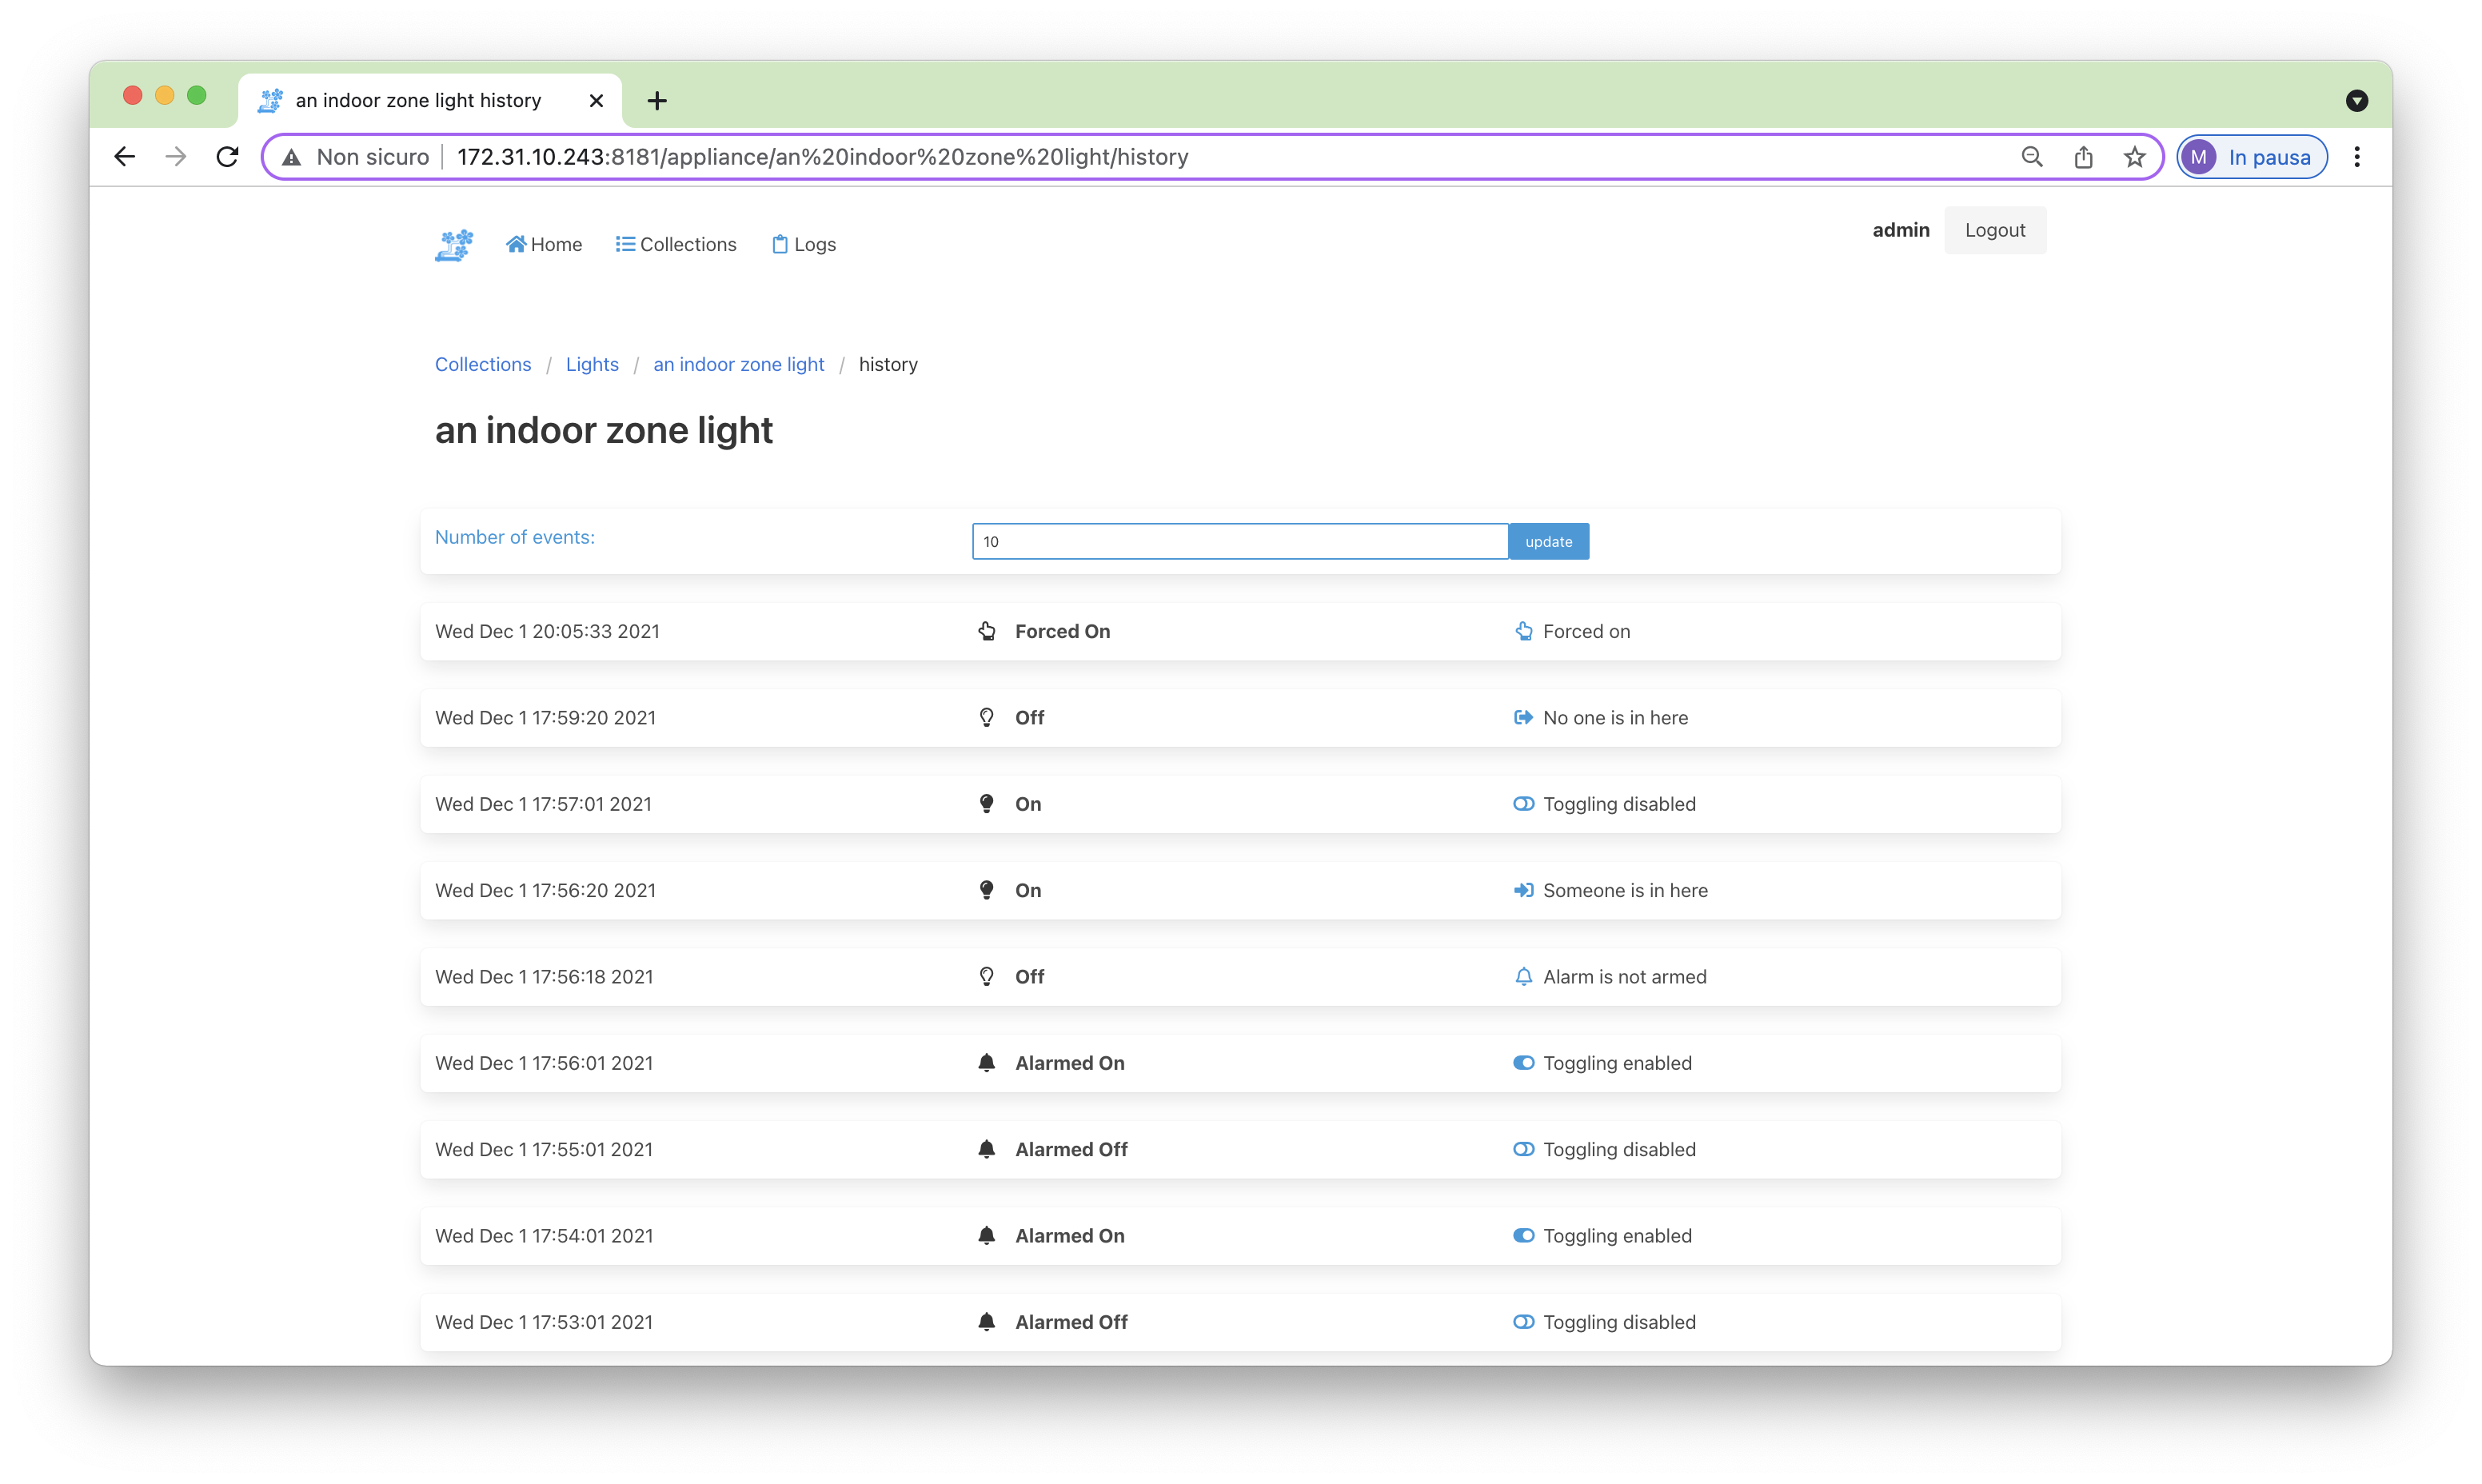 an indoor zone light history
Non sicuro 172.31.10.243:8181/appliance/an%20indoor%20zone%20light/history M In pausa
Home Collections Logs admin Logout
Collections / Lights / an indoor zone light / history
an indoor zone light
Number of events: 10 update
Wed Dec 1 20:05:33 2021 Forced On Forced on
Wed Dec 1 17:59:20 2021 Off No one is in here
Wed Dec 1 17:57:01 2021 On Toggling disabled
Wed Dec 1 17:56:20 2021 On Someone is in here
Wed Dec 1 17:56:18 2021 Off Alarm is not armed
Wed Dec 1 17:56:01 2021 Alarmed On Toggling enabled
Wed Dec 1 17:55:01 2021 Alarmed Off Toggling disabled
Wed Dec 1 17:54:01 2021 Alarmed On Toggling enabled
Wed Dec 1 17:53:01 2021 Alarmed Off Toggling disabled